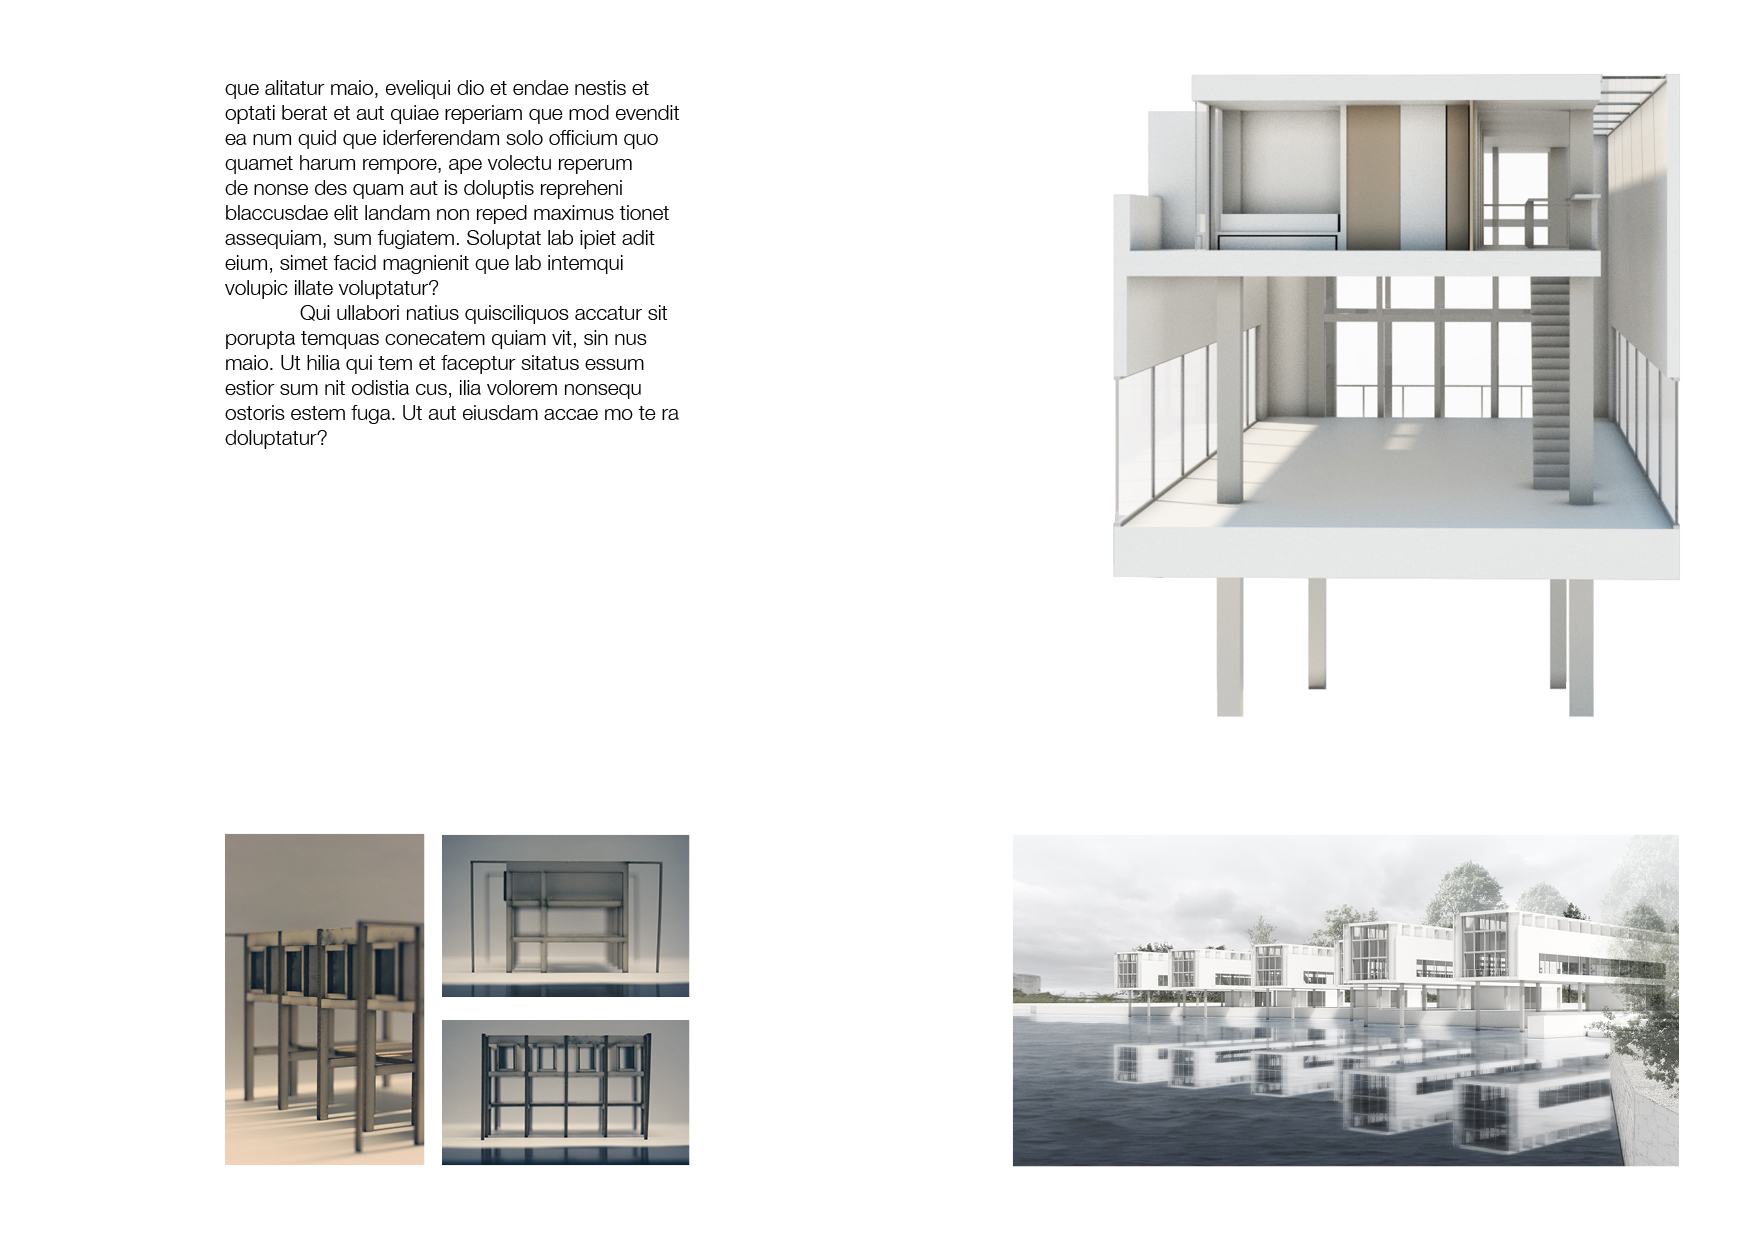 que alitatur maio, eveliqui dio et endae nestis et
optati berat et aut quiae reperiam que mod evendit
ea num quid que iderferendam solo officium quo
quamet harum rempore, ape volectu reperum
de nonse des quam aut is doluptis repreheni
blaccusdae elit landam non reped maximus tionet
assequiam, sum fugiatem. Soluptat lab ipiet adit
eium, simet facid magnienit que lab intemqui
volupic illate voluptatur?
Qui ullabori natius quisciliquos accatur sit
porupta temquas conecatem quiam vit, sin nus
maio. Ut hilia qui tem et faceptur sitatus essum
estior sum nit odistia cus, ilia volorem nonsequ
ostoris estem fuga. Ut aut eiusdam accae mo te ra
doluptatur?